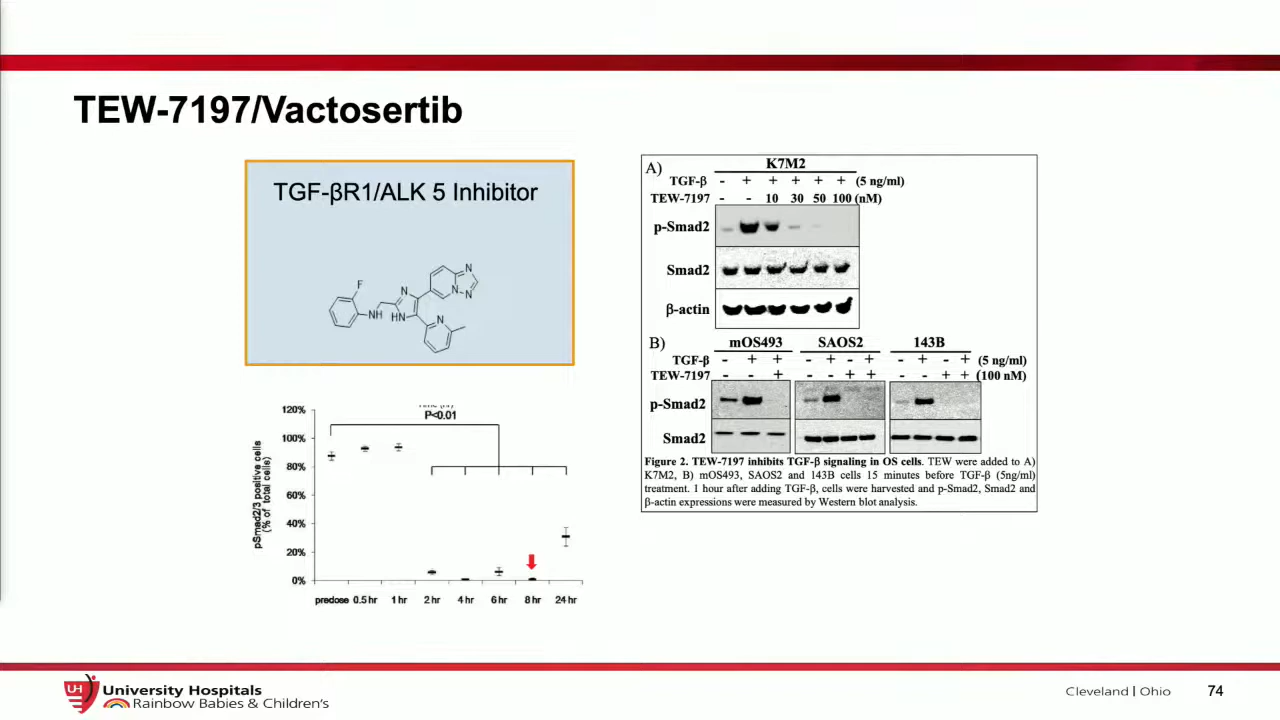 TEW-7197/Vactosertib
TGF-βR1/ALK 5 Inhibitor
F
NH
N
HN
N
N
N
N
P<0.01
120%
100%
80%
60%
40%
20%
0%
pSmad2/3 positive cells
(% of total cells)
predose 0.5 hr 1 hr 2 hr 4 hr 6 hr 8 hr 24 hr
A) K7M2
TGF-β - + + + + + (5 ng/ml)
TEW-7197 - - 10 30 50 100 (nM)
p-Smad2
Smad2
β-actin
B) mOS493 SAOS2 143B
TGF-β - + + - + - + - + - + (5 ng/ml)
TEW-7197 - - + - - + + - - + + (100 nM)
p-Smad2
Smad2
Figure 2. TEW-7197 inhibits TGF-β signaling in OS cells. TEW were added to A)
K7M2, B) mOS493, SAOS2 and 143B cells 15 minutes before TGF-β (5ng/ml)
treatment. 1 hour after adding TGF-β, cells were harvested and p-Smad2, Smad2 and
β-actin expressions were measured by Western blot analysis.
UH
University Hospitals
Rainbow Babies & Children's
Cleveland | Ohio 74